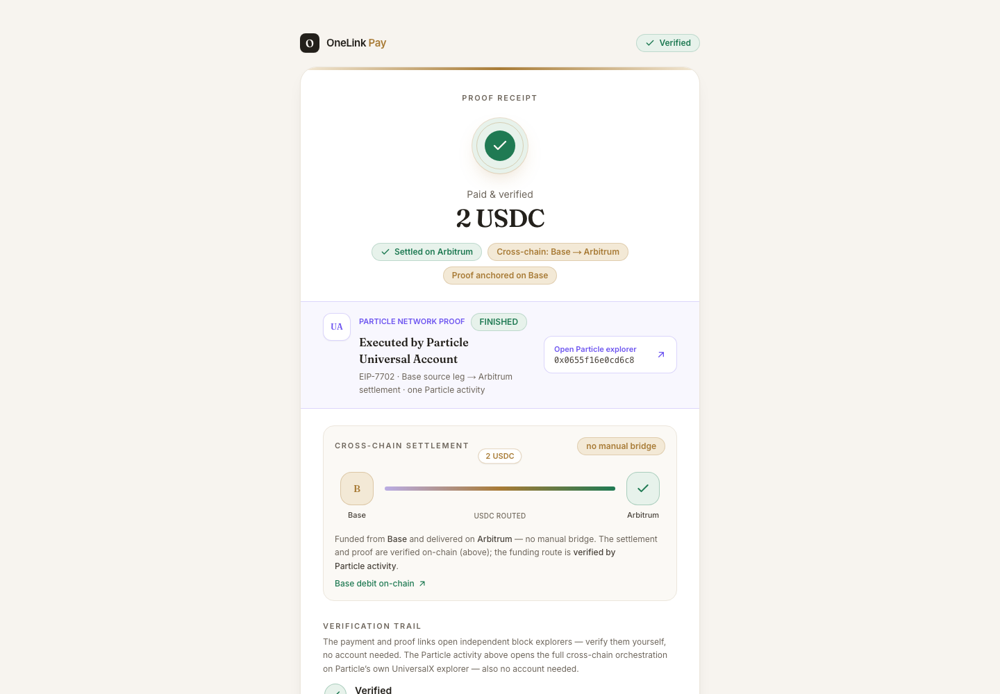 O OneLink Pay
Verified
PROOF RECEIPT
Paid & verified
2 USDC
Settled on Arbitrum
Cross-chain: Base → Arbitrum
Proof anchored on Base
UA
PARTICLE NETWORK PROOF
FINISHED
Executed by Particle
Universal Account
EIP-7702 · Base source leg → Arbitrum
settlement · one Particle activity
Open Particle explorer
0x0655f16e0cd6c8
CROSS-CHAIN SETTLEMENT
no manual bridge
2 USDC
B
Base
USDC ROUTED
Arbitrum
Funded from Base and delivered on Arbitrum — no manual bridge. The settlement
and proof are verified on-chain (above); the funding route is verified by
Particle activity.
Base debit on-chain
VERIFICATION TRAIL
The payment and proof links open independent block explorers — verify them yourself,
no account needed. The Particle activity above opens the full cross-chain orchestration
on Particle’s own UniversalX explorer — also no account needed.
Verified